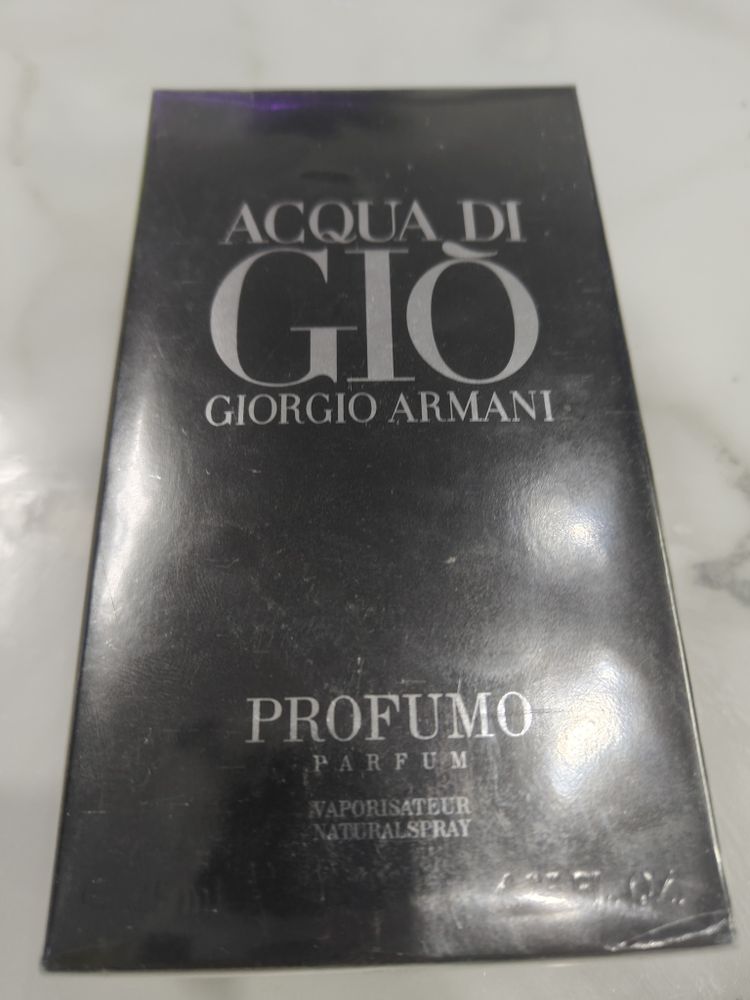 ACQUA DI
GIÒ
GIORGIO ARMANI
PROFUMO
PARFUM
VAPORISATEUR
NATURALSPRAY